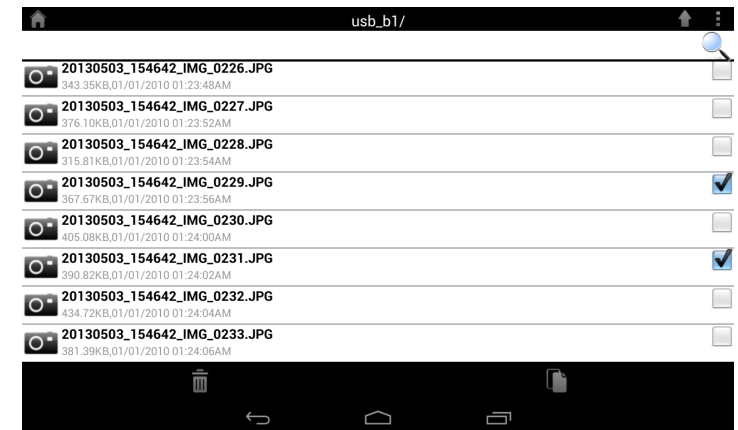 usb_b1/
20130503_154642_IMG_0226.JPG
343.35KB,01/01/2010 01:23:48AM
20130503_154642_IMG_0227.JPG
376.10KB,01/01/2010 01:23:52AM
20130503_154642_IMG_0228.JPG
315.81KB,01/01/2010 01:23:54AM
20130503_154642_IMG_0229.JPG
367.67KB,01/01/2010 01:23:56AM
20130503_154642_IMG_0230.JPG
405.08KB,01/01/2010 01:24:00AM
20130503_154642_IMG_0231.JPG
390.82KB,01/01/2010 01:24:02AM
20130503_154642_IMG_0232.JPG
434.72KB,01/01/2010 01:24:04AM
20130503_154642_IMG_0233.JPG
381.39KB,01/01/2010 01:24:06AM